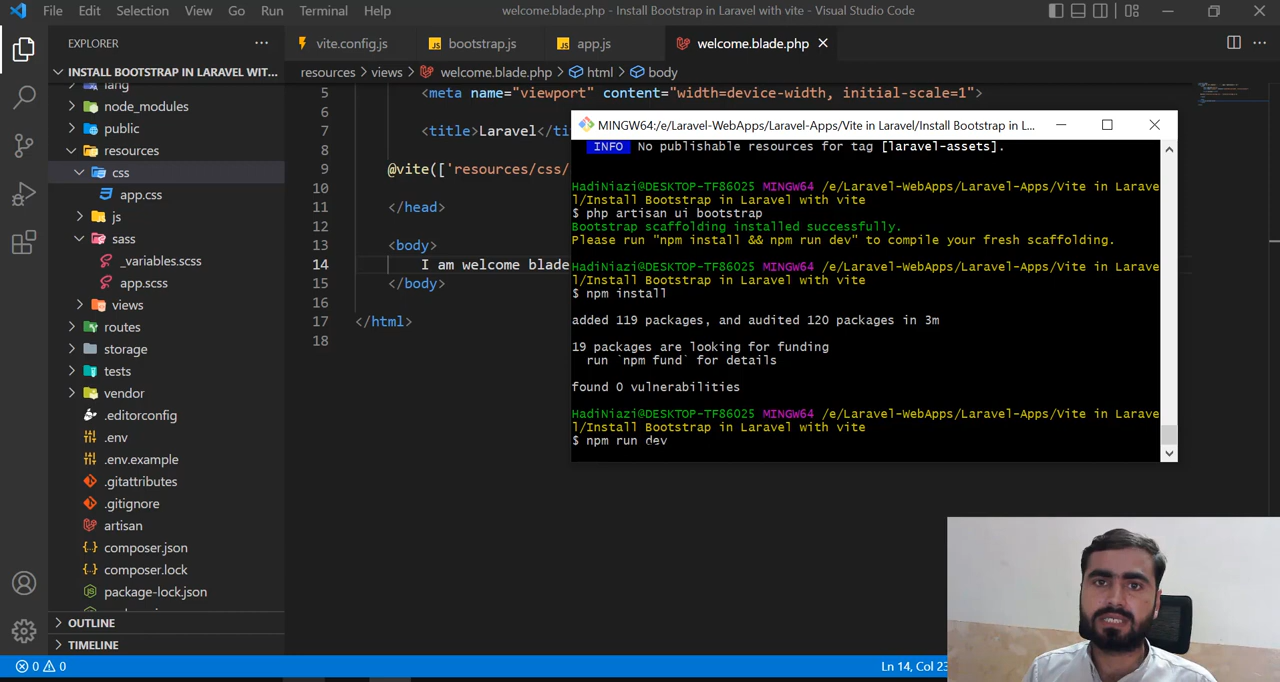 File Edit Selection View Go Run Terminal Help
welcome.blade.php - Install Bootstrap in Laravel with vite - Visual Studio Code
EXPLORER
vite.config.js
bootstrap.js
app.js
welcome.blade.php
INSTALL BOOTSTRAP IN LARAVEL WIT...
resources > views > welcome.blade.php > html > body
lang
node_modules
public
resources
css
app.css
js
sass
_variables.scss
app.scss
views
routes
storage
tests
vendor
.editorconfig
.env
.env.example
.gitattributes
.gitignore
artisan
composer.json
composer.lock
package-lock.json
OUTLINE
TIMELINE
5 <meta name="viewport" content="width=device-width, initial-scale=1">
6
7 <title>Laravel</ti
8
9 @vite(['resources/css/
10
11 </head>
12
13 <body>
14 I am welcome blade
15 </body>
16
17 </html>
18
MINGW64:/e/Laravel-WebApps/Laravel-Apps/Vite in Laravel/Install Bootstrap in L...
INFO No publishable resources for tag [laravel-assets].
HadiNiazi@DESKTOP-TF86025 MINGW64 /e/Laravel-WebApps/Laravel-Apps/Vite in Larave
l/Install Bootstrap in Laravel with vite
$ php artisan ui bootstrap
Bootstrap scaffolding installed successfully.
Please run "npm install && npm run dev" to compile your fresh scaffolding.
HadiNiazi@DESKTOP-TF86025 MINGW64 /e/Laravel-WebApps/Laravel-Apps/Vite in Larave
l/Install Bootstrap in Laravel with vite
$ npm install
added 119 packages, and audited 120 packages in 3m
19 packages are looking for funding
run `npm fund` for details
found 0 vulnerabilities
HadiNiazi@DESKTOP-TF86025 MINGW64 /e/Laravel-WebApps/Laravel-Apps/Vite in Larave
l/Install Bootstrap in Laravel with vite
$ npm run dev
0 0
Ln 14, Col 23